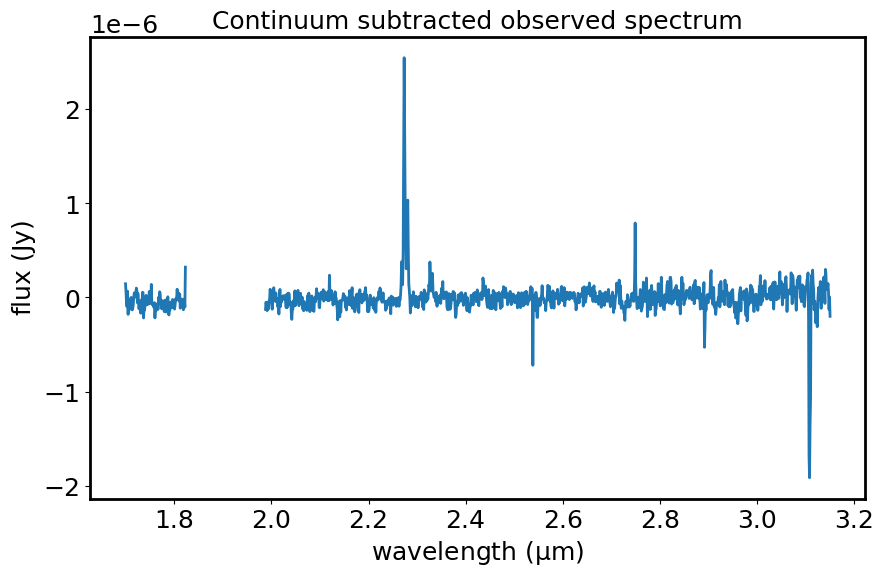 Continuum subtracted observed spectrum
1e−6
2
1
0
−1
−2
flux (Jy)
1.8 2.0 2.2 2.4 2.6 2.8 3.0 3.2
wavelength (μm)